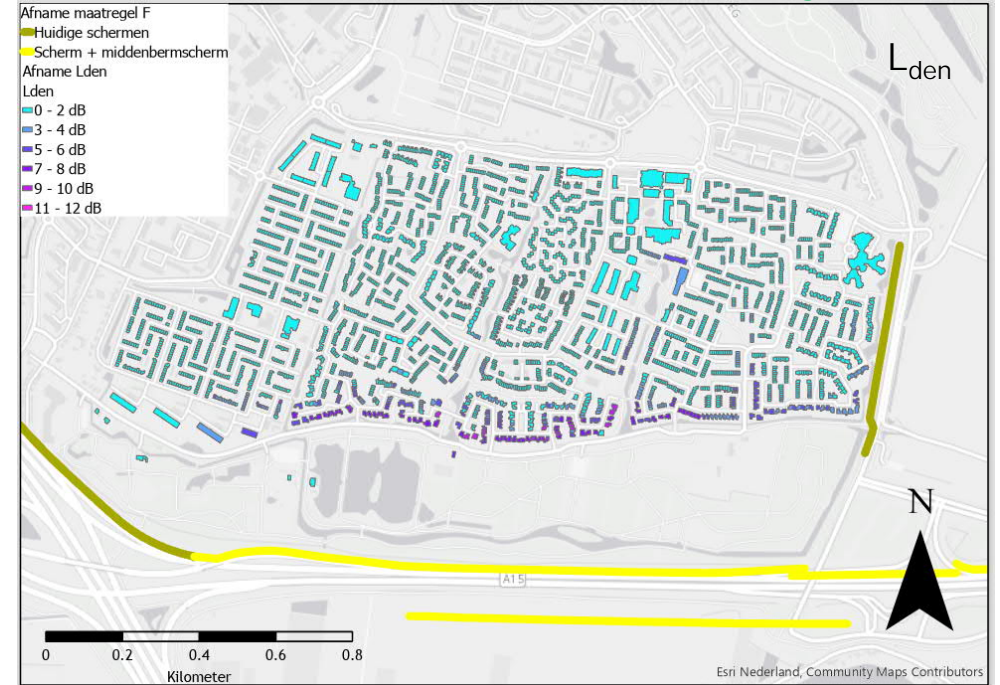 Afname maatregel F
Huidige schermen
Scherm + middenbermscherm
Afname Lden
Lden
0 - 2 dB
3 - 4 dB
5 - 6 dB
7 - 8 dB
9 - 10 dB
11 - 12 dB
Lden
N
A15
0 0.2 0.4 0.6 0.8
Kilometer
Esri Nederland, Community Maps Contributors